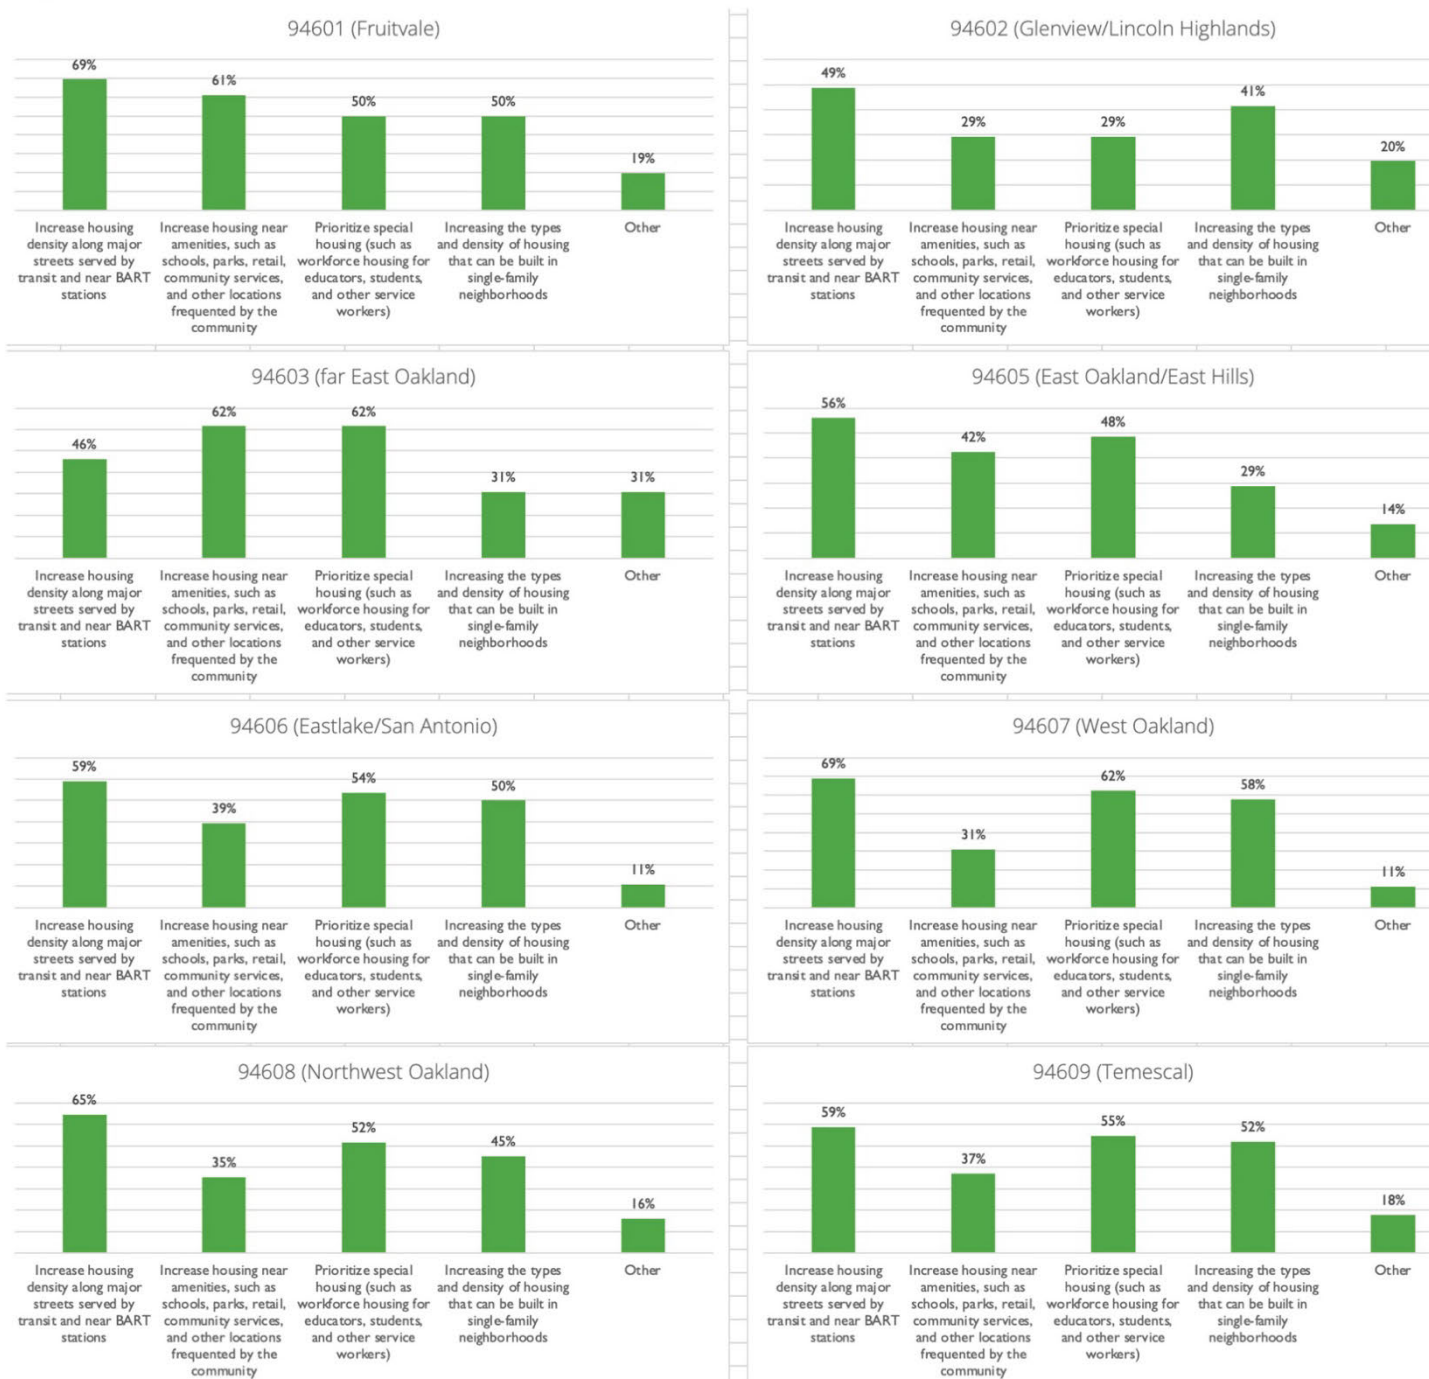 94601 (Fruitvale)
69%
61%
50%
50%
19%
Increase housing
density along major
streets served by
transit and near BART
stations
Increase housing near
amenities, such as
schools, parks, retail,
community services,
and other locations
frequented by the
community
Prioritize special
housing (such as
workforce housing for
educators, students,
and other service
workers)
Increasing the types
and density of housing
that can be built in
single-family
neighborhoods
Other
94602 (Glenview/Lincoln Highlands)
49%
29%
29%
41%
20%
Increase housing
density along major
streets served by
transit and near BART
stations
Increase housing near
amenities, such as
schools, parks, retail,
community services,
and other locations
frequented by the
community
Prioritize special
housing (such as
workforce housing for
educators, students,
and other service
workers)
Increasing the types
and density of housing
that can be built in
single-family
neighborhoods
Other
94603 (far East Oakland)
46%
62%
62%
31%
31%
Increase housing
density along major
streets served by
transit and near BART
stations
Increase housing near
amenities, such as
schools, parks, retail,
community services,
and other locations
frequented by the
community
Prioritize special
housing (such as
workforce housing for
educators, students,
and other service
workers)
Increasing the types
and density of housing
that can be built in
single-family
neighborhoods
Other
94605 (East Oakland/East Hills)
56%
42%
48%
29%
14%
Increase housing
density along major
streets served by
transit and near BART
stations
Increase housing near
amenities, such as
schools, parks, retail,
community services,
and other locations
frequented by the
community
Prioritize special
housing (such as
workforce housing for
educators, students,
and other service
workers)
Increasing the types
and density of housing
that can be built in
single-family
neighborhoods
Other
94606 (Eastlake/San Antonio)
59%
39%
54%
50%
11%
Increase housing
density along major
streets served by
transit and near BART
stations
Increase housing near
amenities, such as
schools, parks, retail,
community services,
and other locations
frequented by the
community
Prioritize special
housing (such as
workforce housing for
educators, students,
and other service
workers)
Increasing the types
and density of housing
that can be built in
single-family
neighborhoods
Other
94607 (West Oakland)
69%
31%
62%
58%
11%
Increase housing
density along major
streets served by
transit and near BART
stations
Increase housing near
amenities, such as
schools, parks, retail,
community services,
and other locations
frequented by the
community
Prioritize special
housing (such as
workforce housing for
educators, students,
and other service
workers)
Increasing the types
and density of housing
that can be built in
single-family
neighborhoods
Other
94608 (Northwest Oakland)
65%
35%
52%
45%
16%
Increase housing
density along major
streets served by
transit and near BART
stations
Increase housing near
amenities, such as
schools, parks, retail,
community services,
and other locations
frequented by the
community
Prioritize special
housing (such as
workforce housing for
educators, students,
and other service
workers)
Increasing the types
and density of housing
that can be built in
single-family
neighborhoods
Other
94609 (Temescal)
59%
37%
55%
52%
18%
Increase housing
density along major
streets served by
transit and near BART
stations
Increase housing near
amenities, such as
schools, parks, retail,
community services,
and other locations
frequented by the
community
Prioritize special
housing (such as
workforce housing for
educators, students,
and other service
workers)
Increasing the types
and density of housing
that can be built in
single-family
neighborhoods
Other